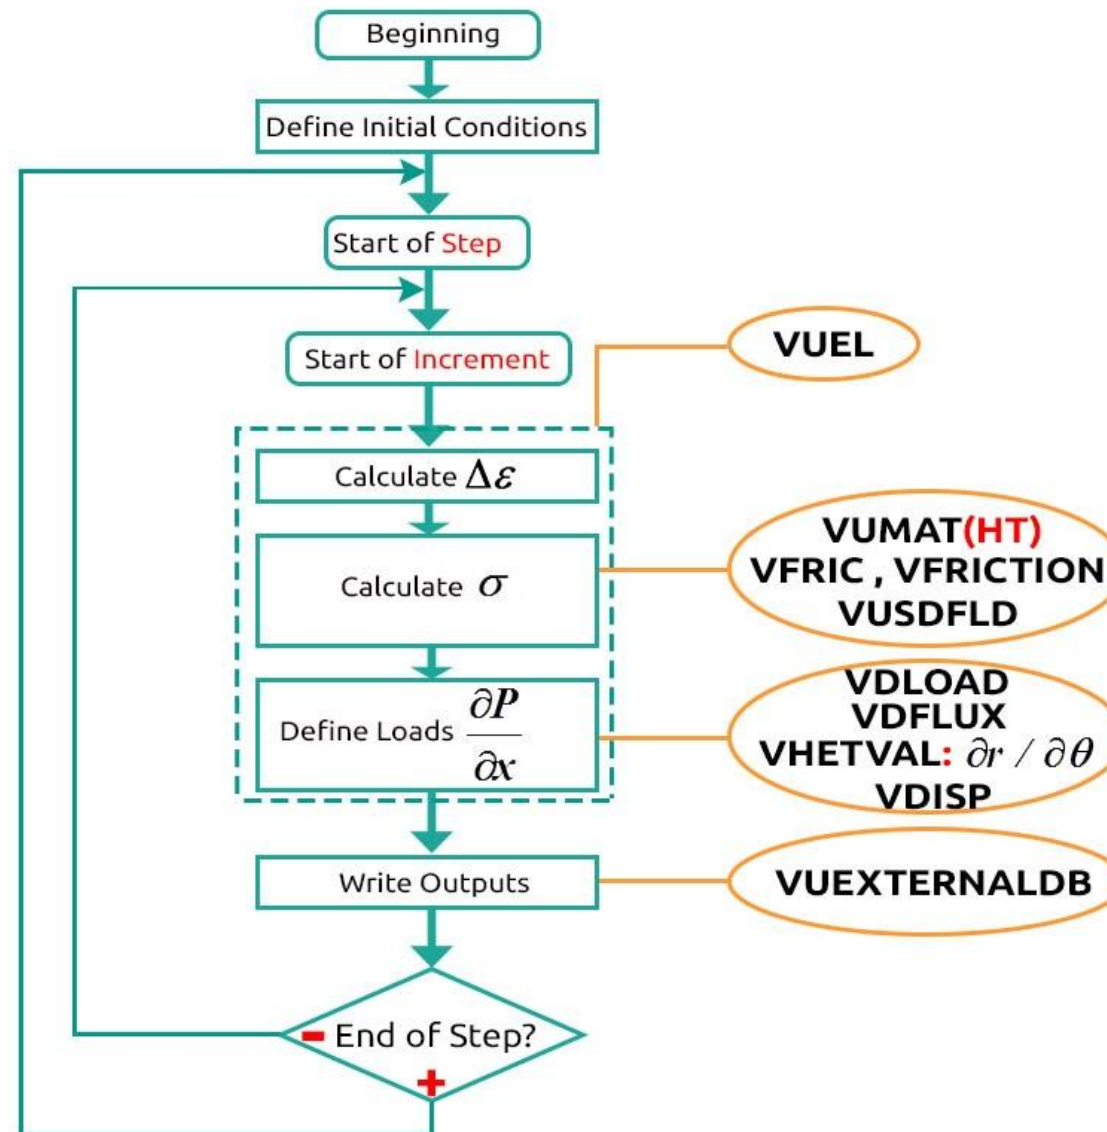 Beginning
Define Initial Conditions
Start of Step
Start of Increment
VUEL
Calculate Δε
VUMAT(HT)
VFRIC , VFRICTION
VUSDFLD
Calculate σ
VDLOAD
VDFLUX
VHETVAL: ∂r / ∂θ
VDISP
Define Loads ∂P
∂x
Write Outputs
VUEXTERNALDB
- End of Step?
+